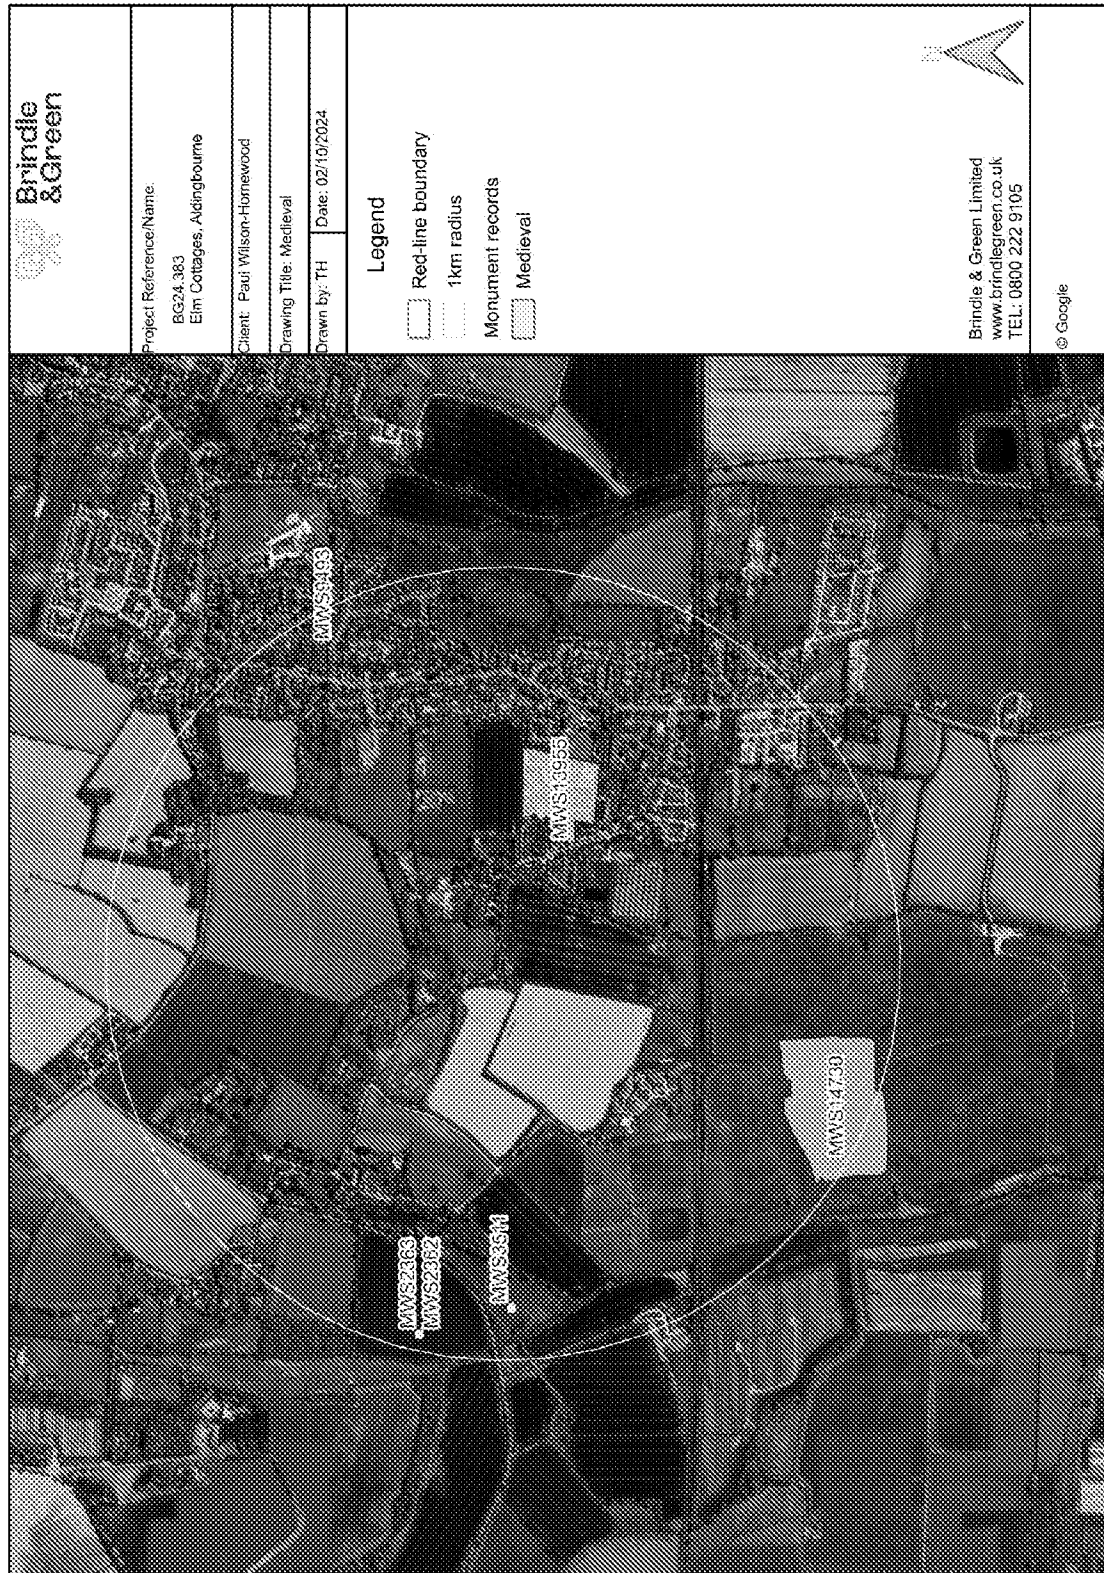 Brindle
&Green
Project Reference/Name:
BG24.383
Elm Cottages, Aldingbourne
Client: Paul Wilson-Homewood
Drawing Title: Medieval
Drawn by: TH
Date: 02/10/2024
Legend
Red-line boundary
1km radius
Monument records
Medieval
N
Brindle & Green Limited
www.brindlegreen.co.uk
TEL: 0800 222 9105
© Google
MWS9493
MWS13955
MWS2363
MWS2362
MWS3511
MWS14730